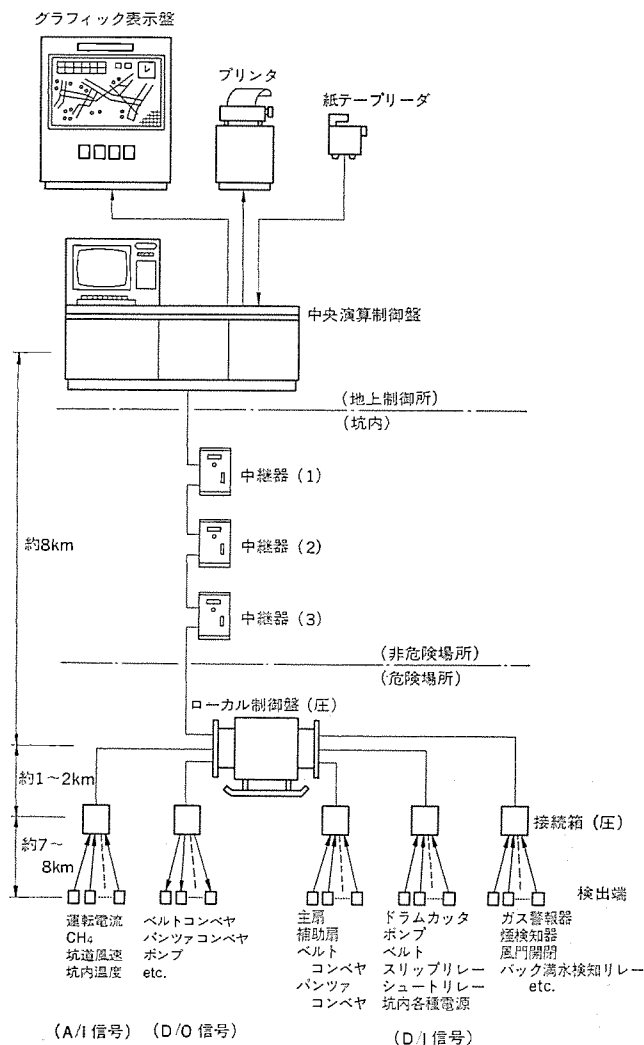 グラフィック表示盤
プリンタ
紙テープリーダ
中央演算制御盤
(地上制御所)
(坑内)
中継器(1)
中継器(2)
約8km
中継器(3)
(非危険場所)
(危険場所)
ローカル制御盤(圧)
約1~2km
接続箱(圧)
約7~
8km
検出端
運転電流
CH₄
坑道風速
坑内温度
ベルトコンベヤ
パンツァコンベヤ
ポンプ
etc.
主扇
補助扇
ベルト
コンベヤ
パンツァ
コンベヤ
ドラムカッタ
ポンプ
ベルト
スリップリレー
シュートリレー
坑内各種電源
ガス警報器
煙検知器
風門開閉
バック満水検知リレー
etc.
(A/I信号)
(D/O信号)
(D/I信号)